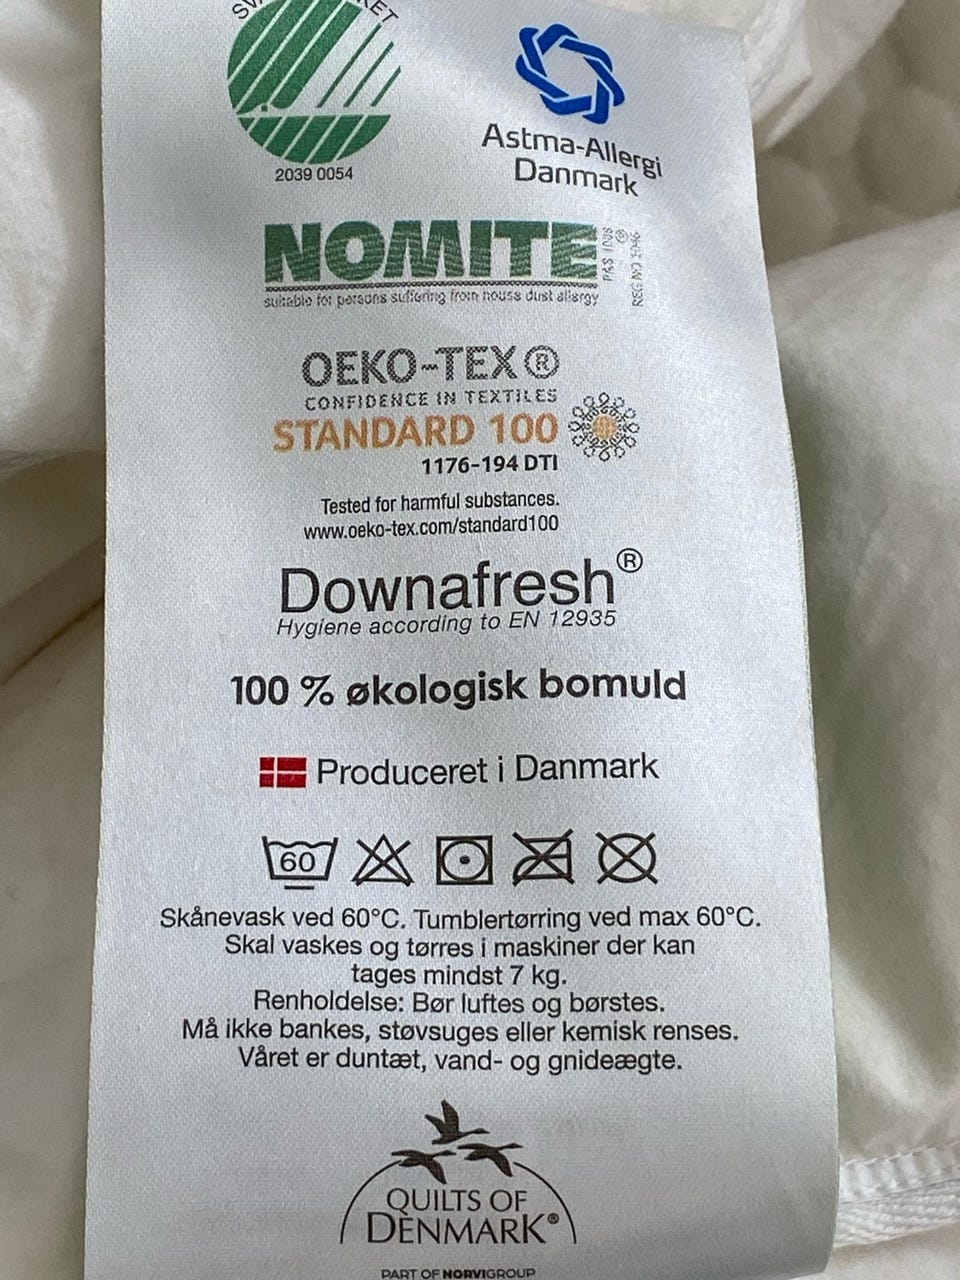 2039 0054
Astma-Allergi
Danmark
NOMITE ®
suitable for persons suffering from house dust allergy
OEKO-TEX®
CONFIDENCE IN TEXTILES
STANDARD 100
1176-194 DTI
Tested for harmful substances.
www.oeko-tex.com/standard100
Downafresh®
Hygiene according to EN 12935
100 % økologisk bomuld
Produceret i Danmark
60
Skånevask ved 60°C. Tumblertørring ved max 60°C.
Skal vaskes og tørres i maskiner der kan
tages mindst 7 kg.
Renholdelse: Bør luftes og børstes.
Må ikke bankes, støvsuges eller kemisk renses.
Våret er duntæt, vand- og gnideægte.
QUILTS OF
DENMARK®
PART OF NORVIGROUP